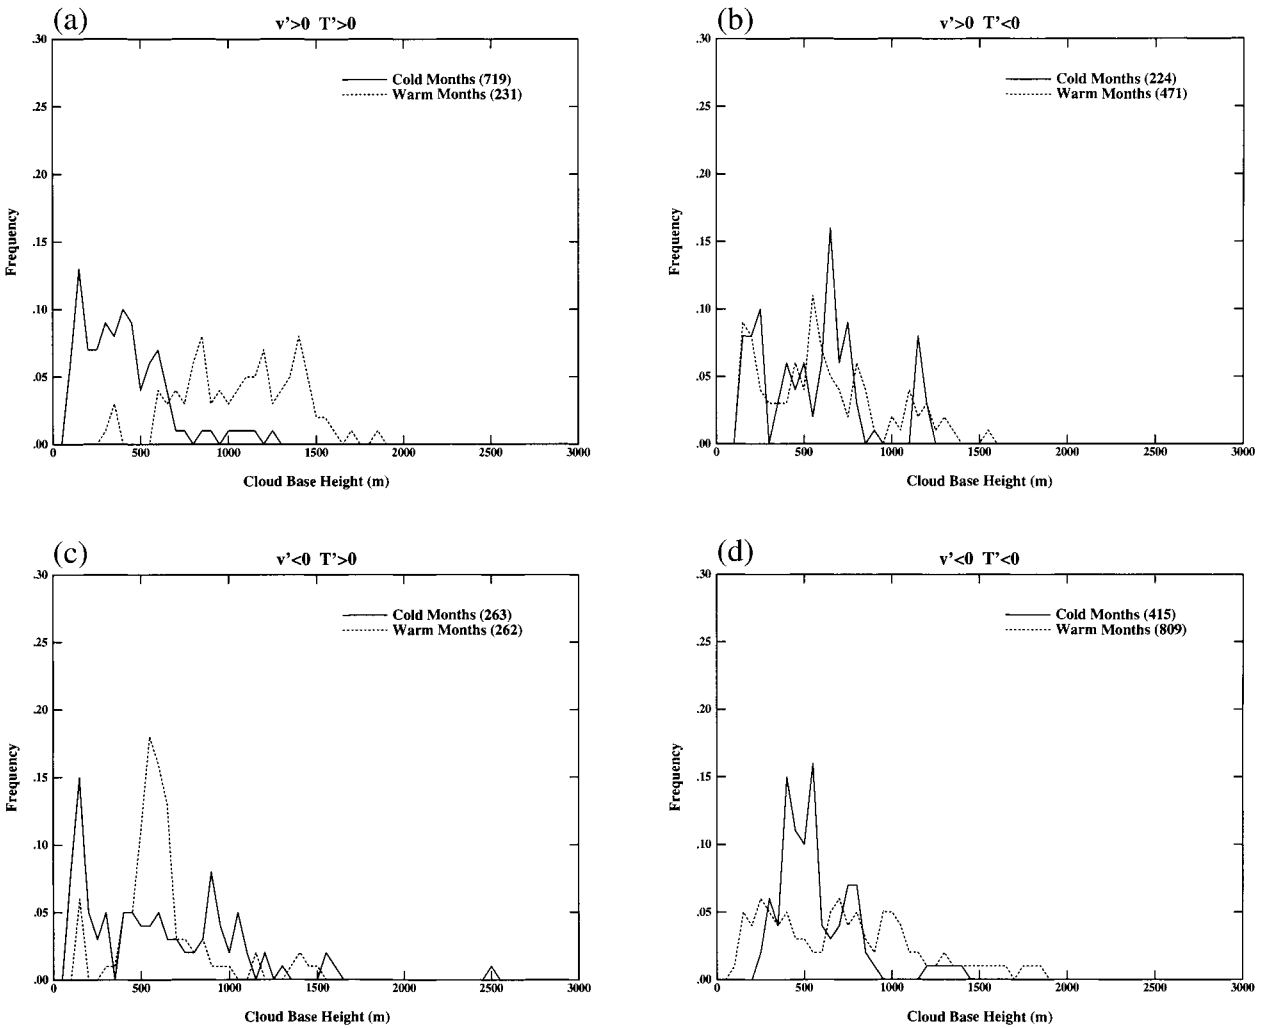 (a)
v'>0 T'>0
.30
.25
.20
.15
.10
.05
.00
Frequency
Cold Months (719)
Warm Months (231)
0 500 1000 1500 2000 2500 3000
Cloud Base Height (m)
(b)
v'>0 T'<0
.30
.25
.20
.15
.10
.05
.00
Frequency
Cold Months (224)
Warm Months (471)
0 500 1000 1500 2000 2500 3000
Cloud Base Height (m)
(c)
v'<0 T'>0
.30
.25
.20
.15
.10
.05
.00
Frequency
Cold Months (263)
Warm Months (262)
0 500 1000 1500 2000 2500 3000
Cloud Base Height (m)
(d)
v'<0 T'<0
.30
.25
.20
.15
.10
.05
.00
Frequency
Cold Months (415)
Warm Months (809)
0 500 1000 1500 2000 2500 3000
Cloud Base Height (m)